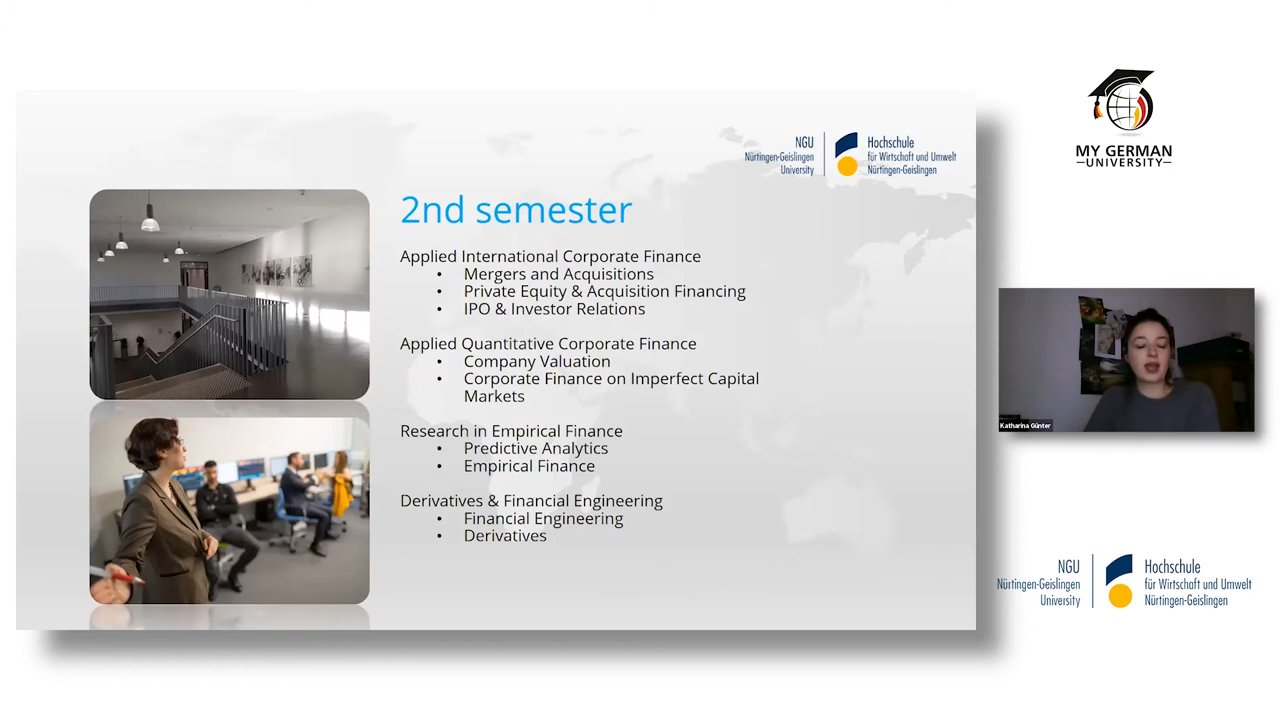 NGU
Nürtingen-Geislingen
University
Hochschule
für Wirtschaft und Umwelt
Nürtingen-Geislingen
2nd semester
Applied International Corporate Finance
• Mergers and Acquisitions
• Private Equity & Acquisition Financing
• IPO & Investor Relations
Applied Quantitative Corporate Finance
• Company Valuation
• Corporate Finance on Imperfect Capital
Markets
Research in Empirical Finance
• Predictive Analytics
• Empirical Finance
Derivatives & Financial Engineering
• Financial Engineering
• Derivatives
MY GERMAN
UNIVERSITY
Katharina Günter
NGU
Nürtingen-Geislingen
University
Hochschule
für Wirtschaft und Umwelt
Nürtingen-Geislingen